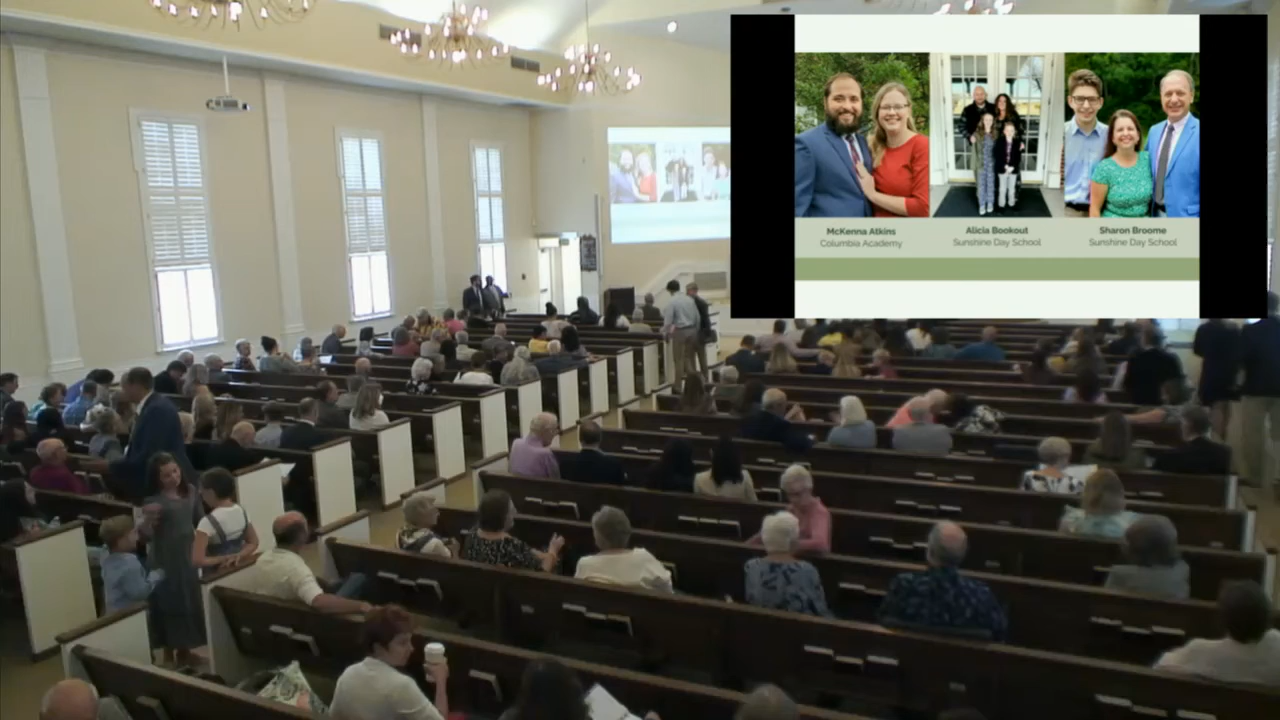 McKenna Atkins
Columbia Academy
Alicia Bookout
Sunshine Day School
Sharon Broome
Sunshine Day School